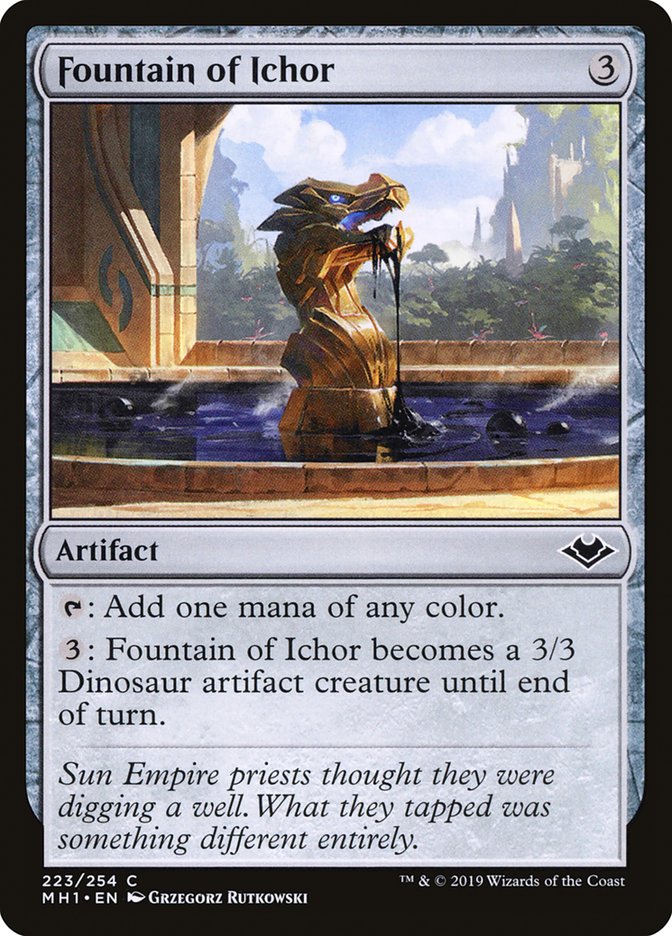 Fountain of Ichor 3
Artifact
: Add one mana of any color.
3: Fountain of Ichor becomes a 3/3
Dinosaur artifact creature until end
of turn.
Sun Empire priests thought they were
digging a well. What they tapped was
something different entirely.
223/254 C
MH1 • EN Grzegorz Rutkowski
™ & © 2019 Wizards of the Coast